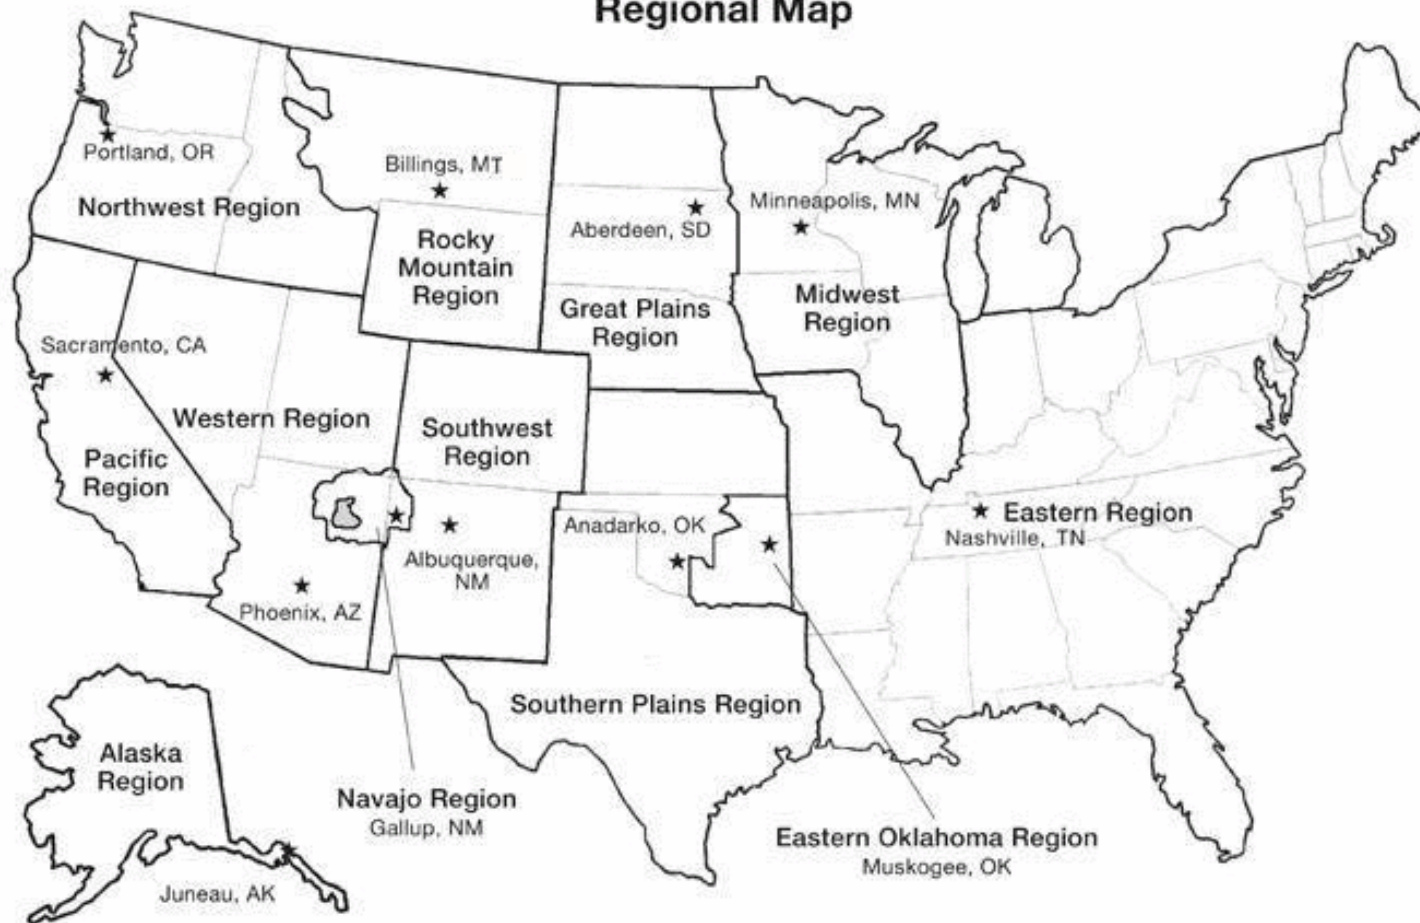 Regional Map
Portland, OR
Northwest Region
Billings, MT
Rocky
Mountain
Region
Aberdeen, SD
Great Plains
Region
Minneapolis, MN
Midwest
Region
Sacramento, CA
Pacific
Region
Western Region
Southwest
Region
Albuquerque,
NM
Phoenix, AZ
Anadarko, OK
Eastern Region
Nashville, TN
Southern Plains Region
Alaska
Region
Juneau, AK
Navajo Region
Gallup, NM
Eastern Oklahoma Region
Muskogee, OK